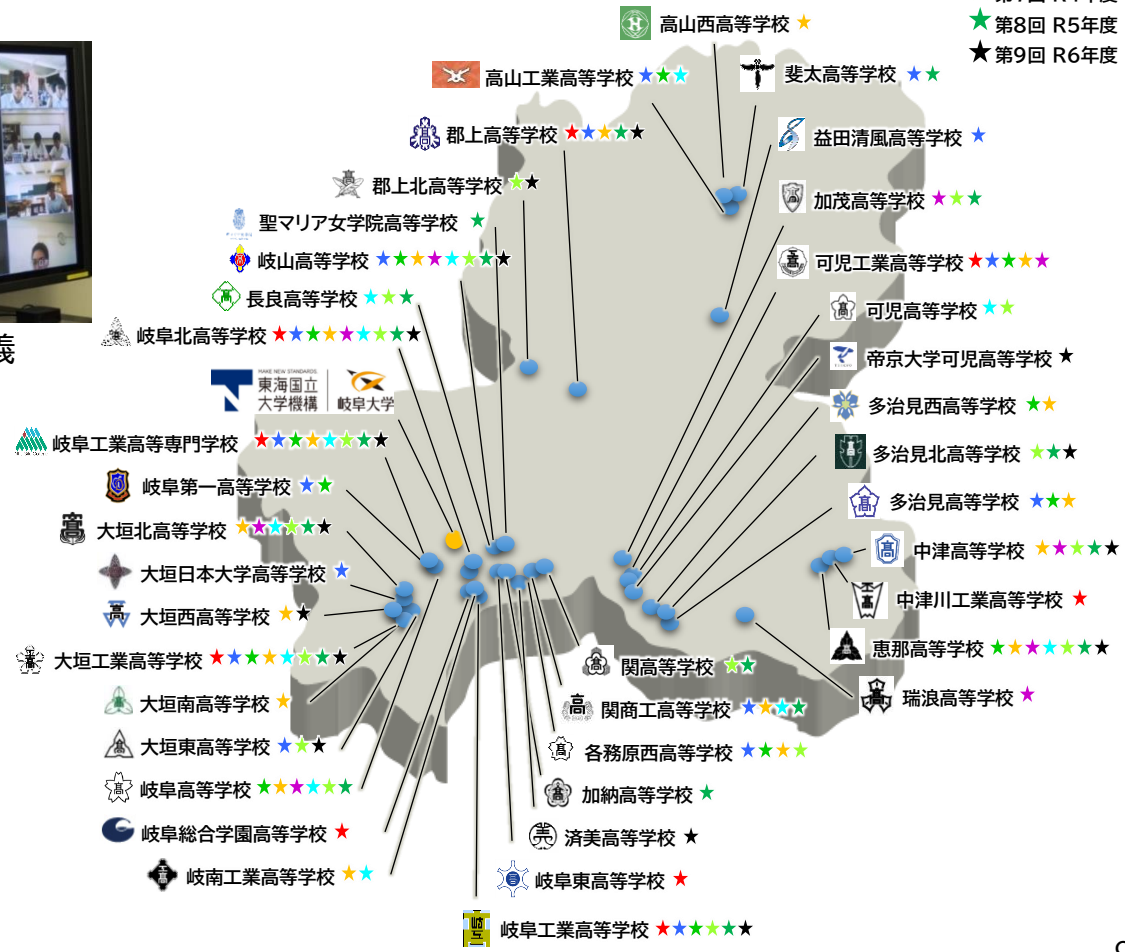 第8回 R5年度
第9回 R6年度
義
高山西高等学校
高山工業高等学校
斐太高等学校
郡上高等学校
益田清風高等学校
郡上北高等学校
加茂高等学校
聖マリア女学院高等学校
岐山高等学校
可児工業高等学校
長良高等学校
可児高等学校
岐阜北高等学校
帝京大学可児高等学校
MAKE NEW STANDARDS.
東海国立
大学機構
岐阜大学
多治見西高等学校
岐阜工業高等専門学校
多治見北高等学校
岐阜第一高等学校
多治見高等学校
大垣北高等学校
中津高等学校
大垣日本大学高等学校
中津川工業高等学校
大垣西高等学校
恵那高等学校
大垣工業高等学校
関高等学校
瑞浪高等学校
大垣南高等学校
関商工高等学校
大垣東高等学校
各務原西高等学校
岐阜高等学校
加納高等学校
岐阜総合学園高等学校
済美高等学校
岐南工業高等学校
岐阜東高等学校
岐阜工業高等学校